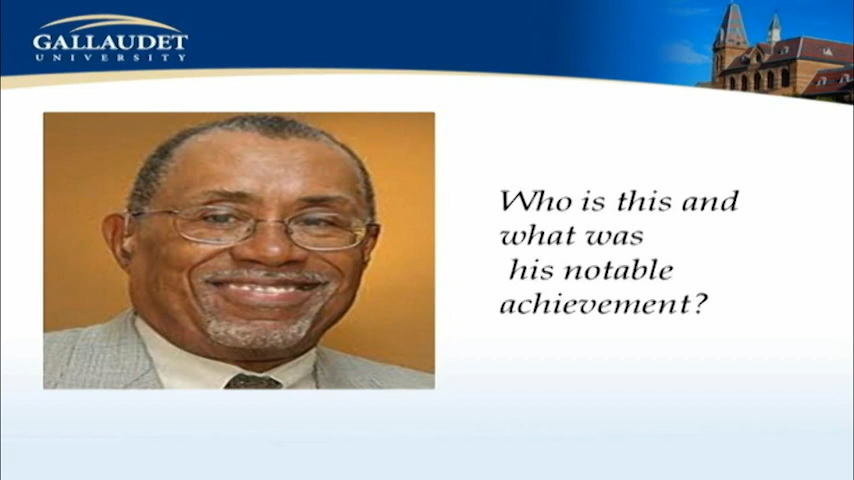 GALLAUDET
UNIVERSITY
Who is this and
what was
his notable
achievement?